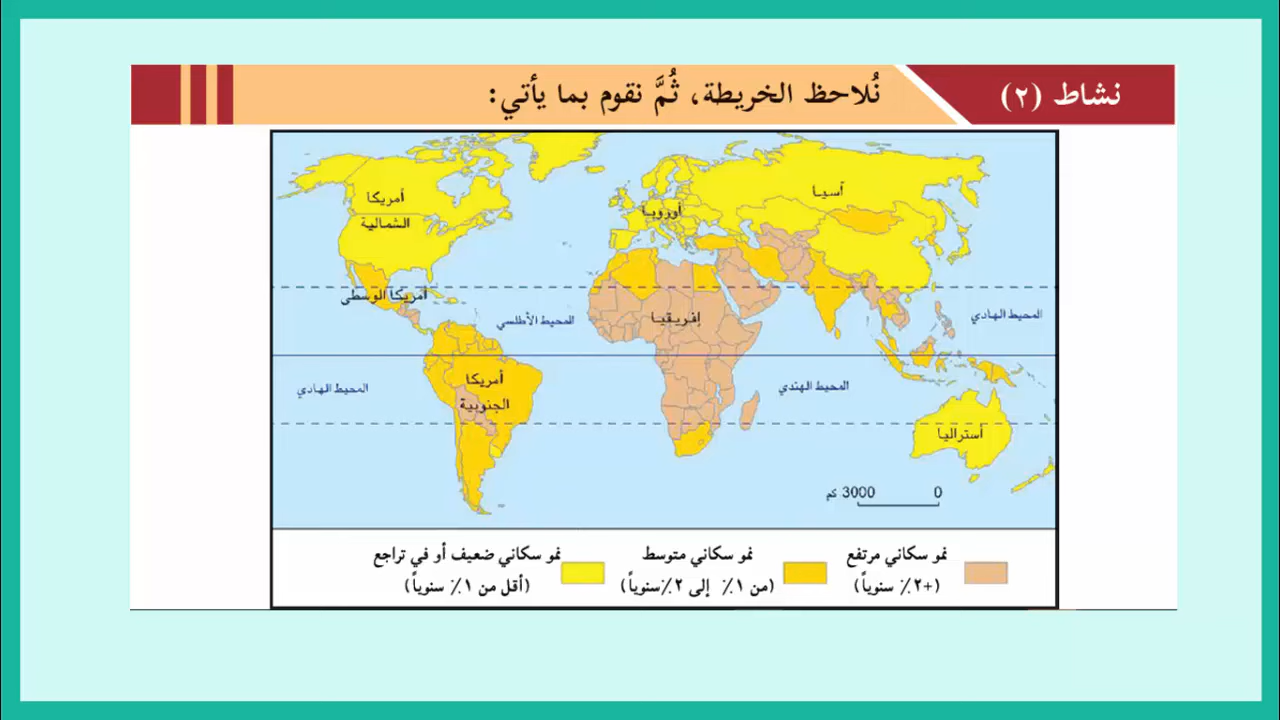 نشاط (٢)
نُلاحظ الخريطة، ثُمَّ نقوم بما يأتي:
أمريكا
الشمالية
أوروبا
آسيا
أمريكا الوسطى
المحيط الأطلسي
إفريقيا
المحيط الهادي
أمريكا
الجنوبية
المحيط الهادي
المحيط الهندي
أستراليا
3000 كم
0
نمو سكاني مرتفع
(+٢٪ سنوياً)
نمو سكاني متوسط
(من ١٪ إلى ٢٪ سنوياً)
نمو سكاني ضعيف أو في تراجع
(أقل من ١٪ سنوياً)